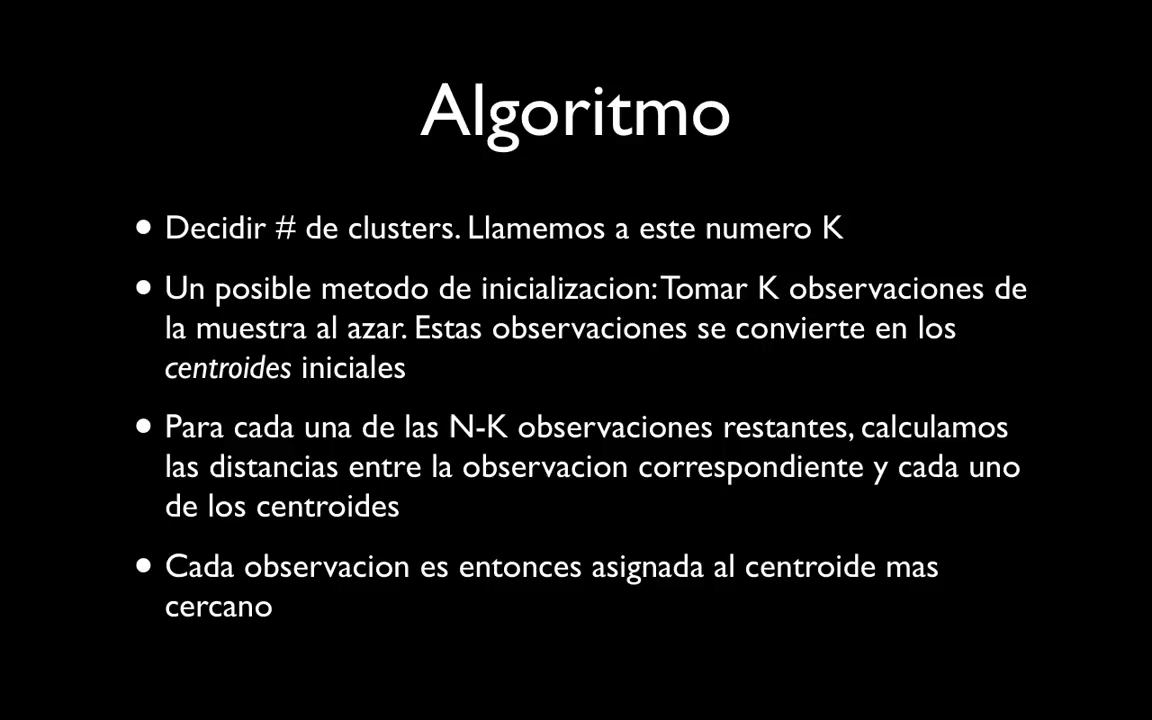 Algoritmo
• Decidir # de clusters. Llamemos a este numero K
• Un posible metodo de inicializacion: Tomar K observaciones de
la muestra al azar. Estas observaciones se convierte en los
centroides iniciales
• Para cada una de las N-K observaciones restantes, calculamos
las distancias entre la observacion correspondiente y cada uno
de los centroides
• Cada observacion es entonces asignada al centroide mas
cercano